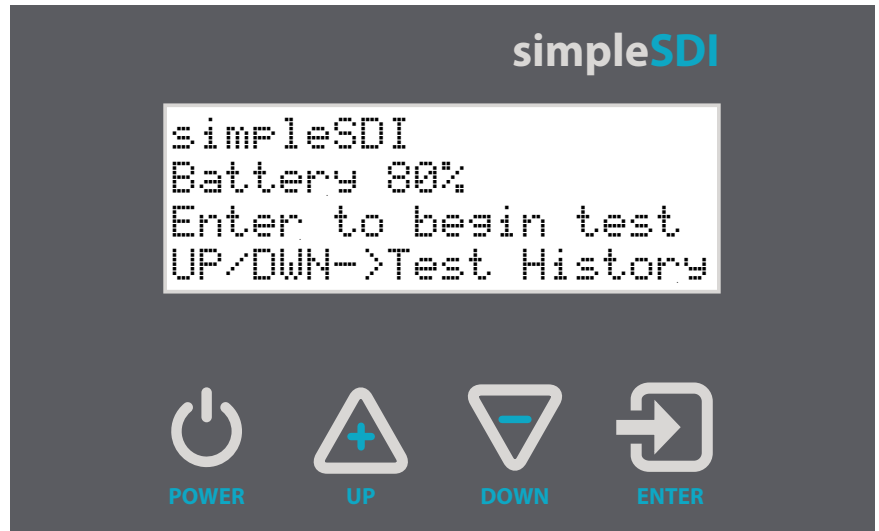 simpleSDI
simpleSDI
Battery 80%
Enter to begin test
UP/DWN->Test History
POWER UP DOWN ENTER